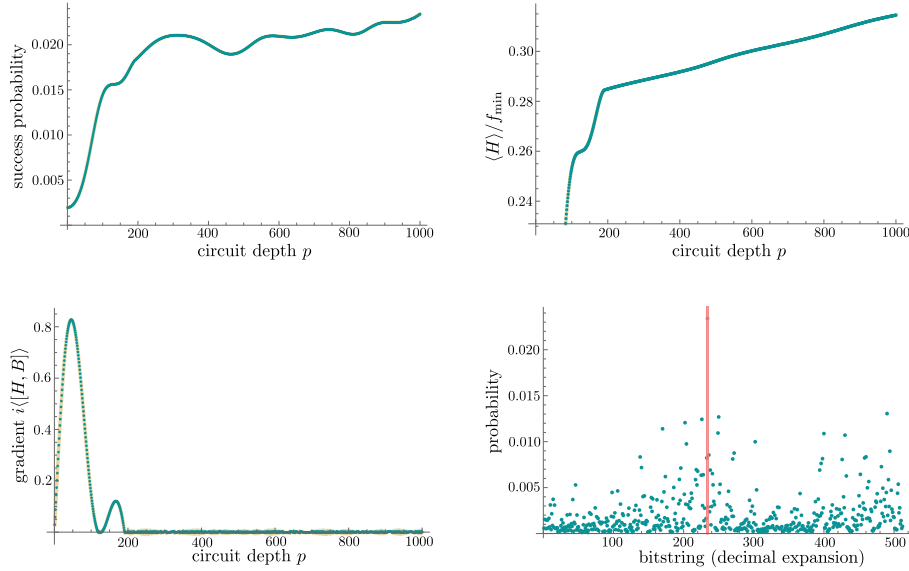 success probability
0.020
0.015
0.010
0.005
200 400 600 800 1000
circuit depth p
⟨H⟩/f_min
0.30
0.28
0.26
0.24
200 400 600 800 1000
circuit depth p
gradient i⟨[H, B]⟩
0.8
0.6
0.4
0.2
200 400 600 800 1000
circuit depth p
probability
0.020
0.015
0.010
0.005
100 200 300 400 500
bitstring (decimal expansion)